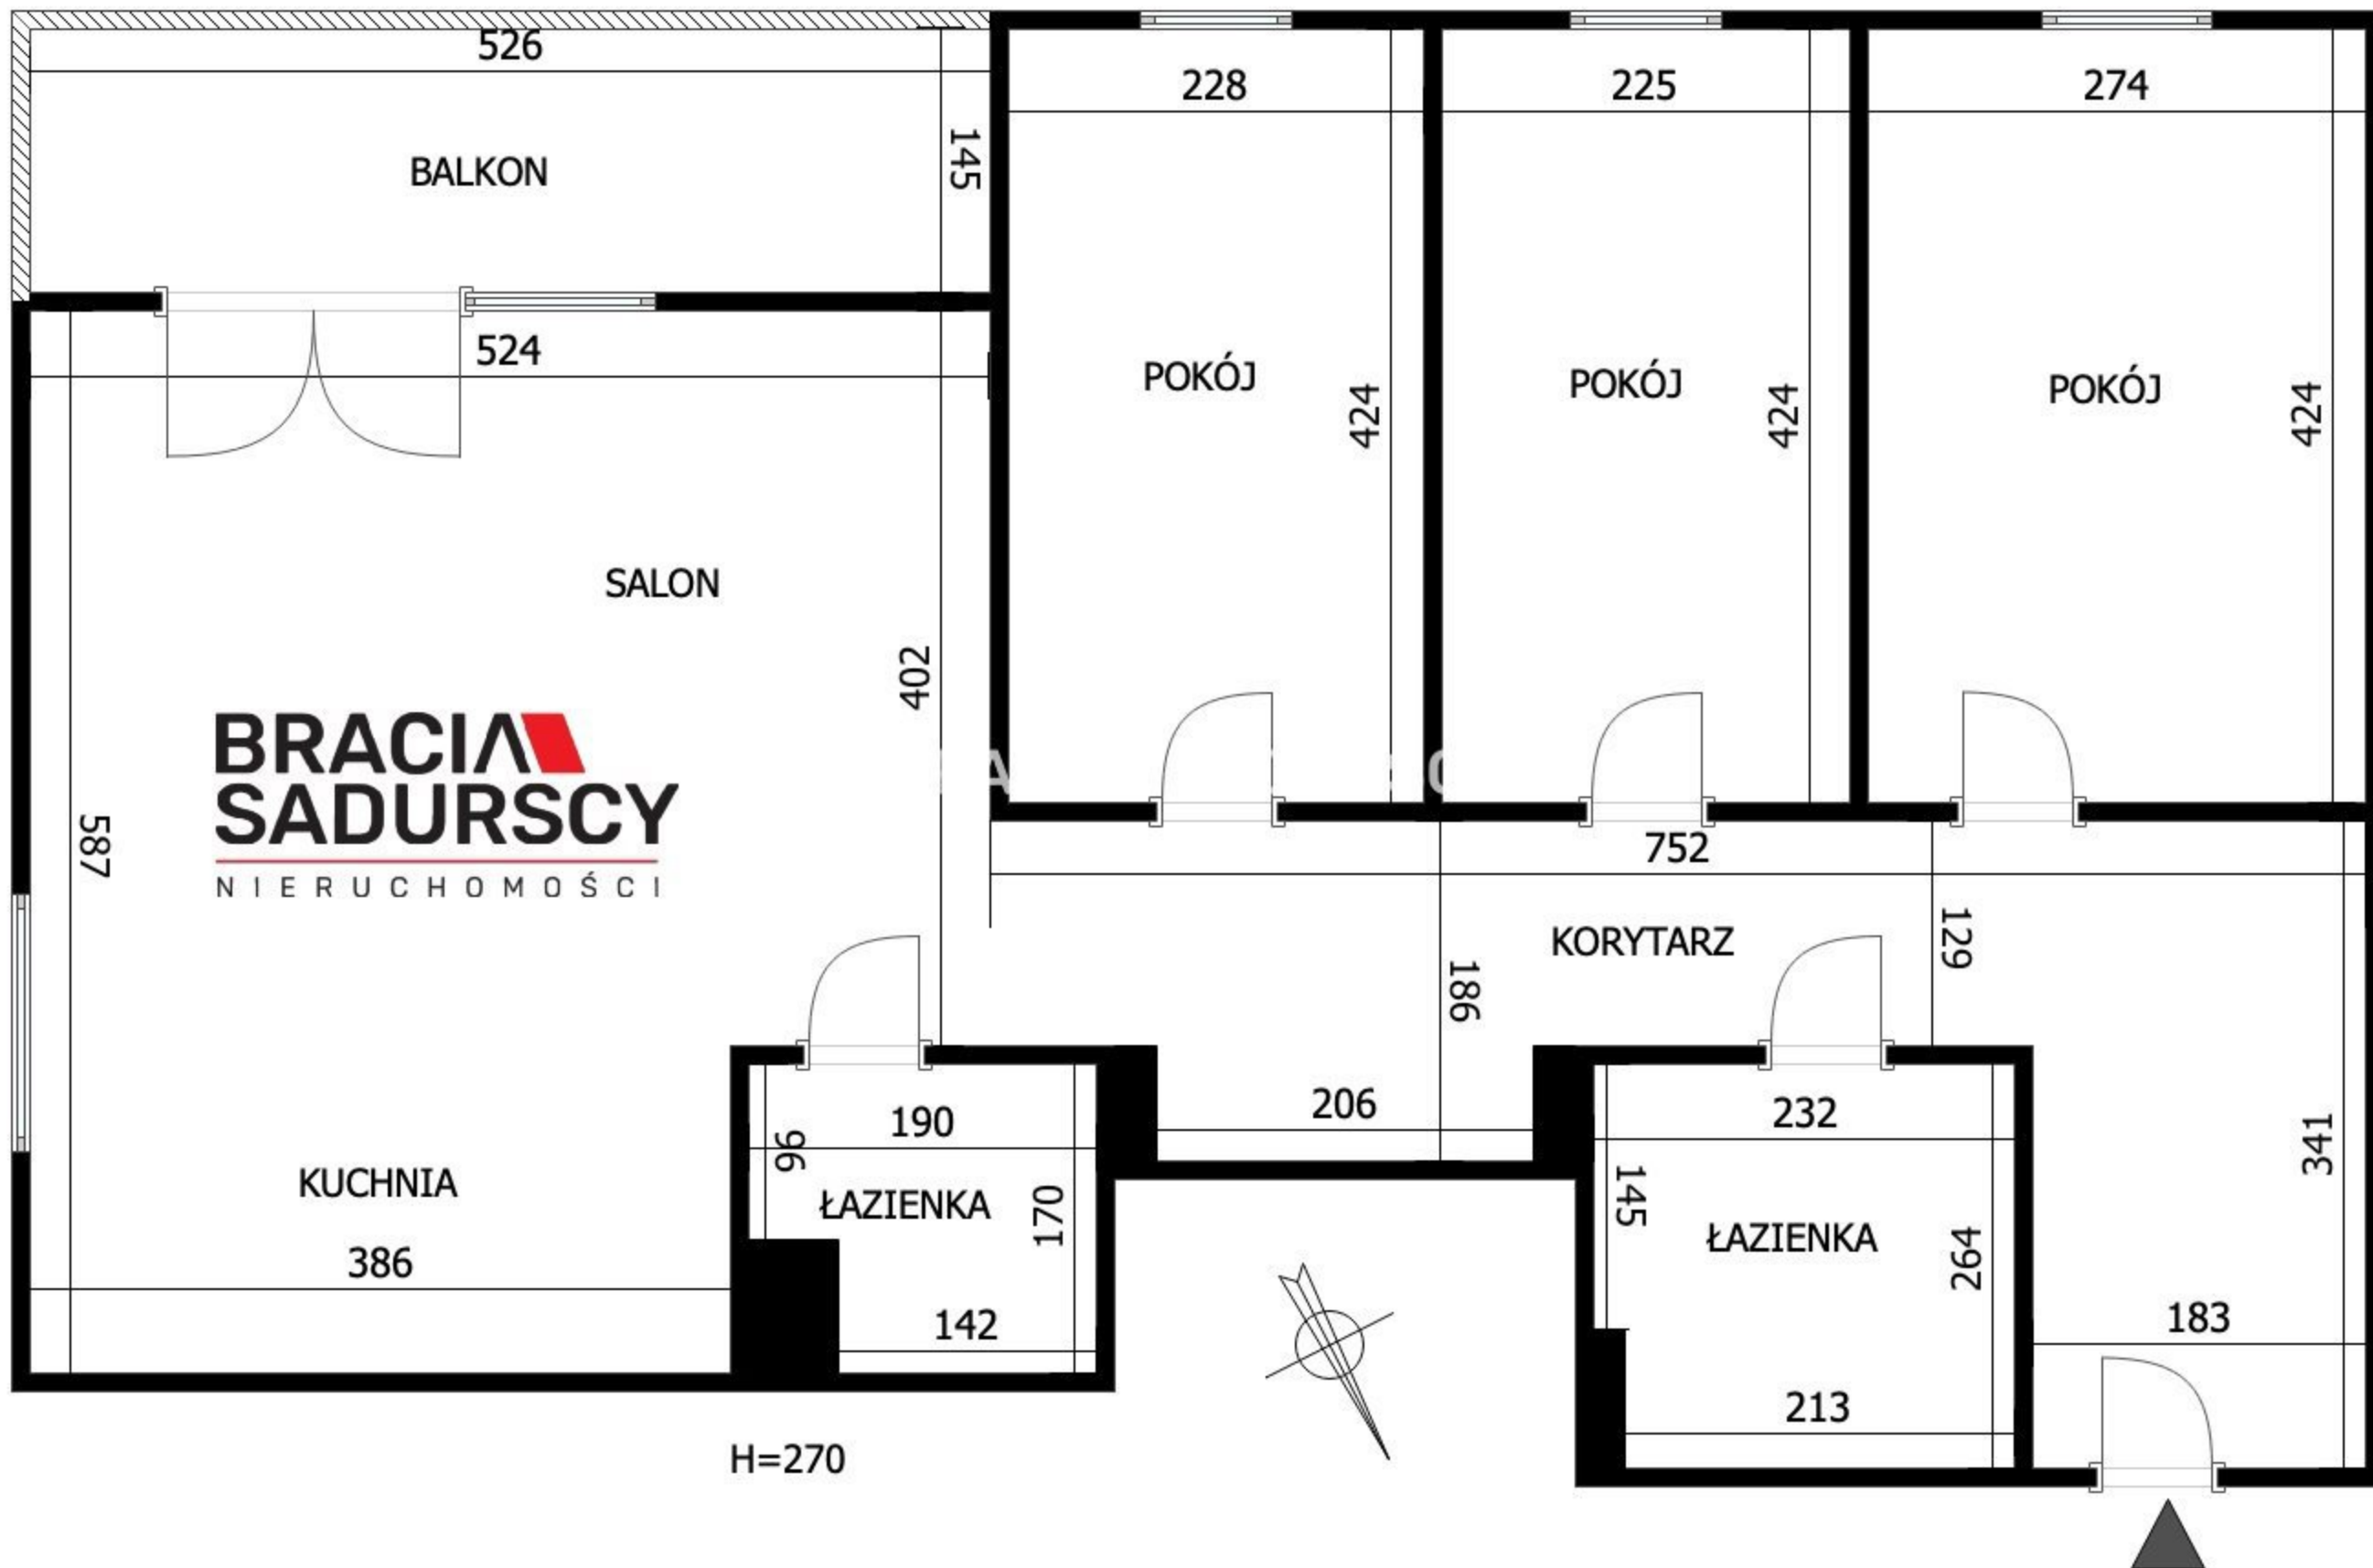 526
228
225
274
BALKON
145
524
POKÓJ
POKÓJ
POKÓJ
424
424
424
SALON
402
BRACIA
SADURSCY
NIERUCHOMOŚCI
587
752
KORYTARZ
129
186
206
190
96
232
145
341
KUCHNIA
ŁAZIENKA
170
ŁAZIENKA
264
386
142
183
213
H=270